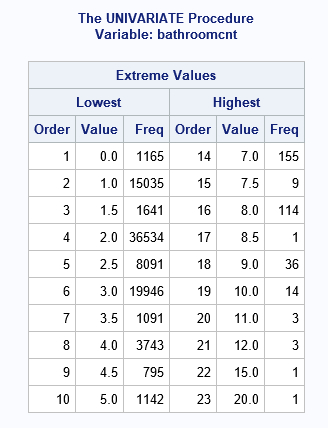 The UNIVARIATE Procedure
Variable: bathroomcnt
Extreme Values
Lowest Highest
Order Value Freq Order Value Freq
1 0.0 1165 14 7.0 155
2 1.0 15035 15 7.5 9
3 1.5 1641 16 8.0 114
4 2.0 36534 17 8.5 1
5 2.5 8091 18 9.0 36
6 3.0 19946 19 10.0 14
7 3.5 1091 20 11.0 3
8 4.0 3743 21 12.0 3
9 4.5 795 22 15.0 1
10 5.0 1142 23 20.0 1